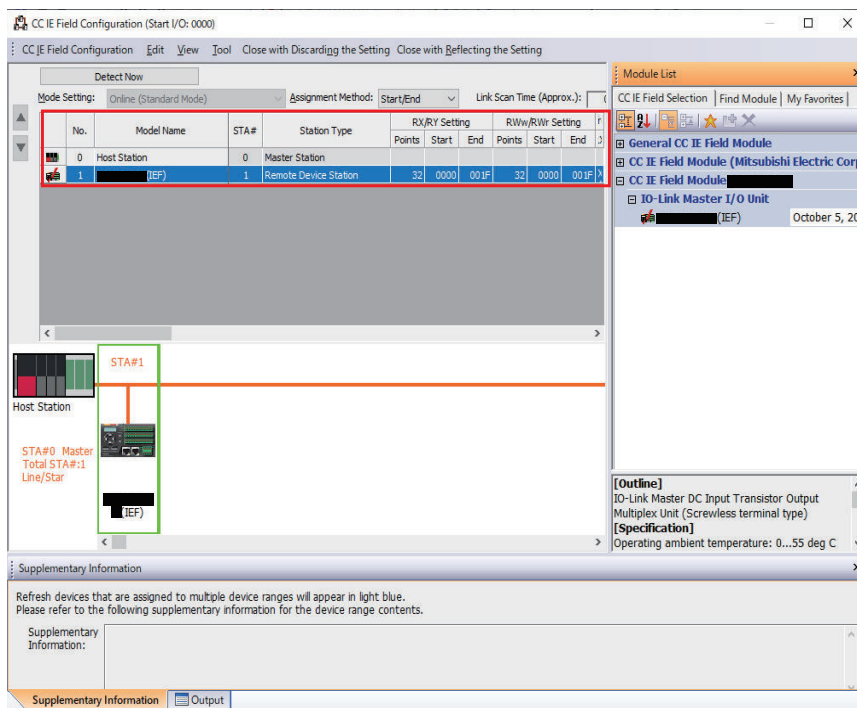 CC IE Field Configuration (Start I/O: 0000)
CC IE Field Configuration Edit View Tool Close with Discarding the Setting Close with Reflecting the Setting
Detect Now
Mode Setting: Online (Standard Mode) Assignment Method: Start/End Link Scan Time (Approx.):
No. Model Name STA# Station Type RX/RY Setting RWw/RWr Setting
Points Start End Points Start End
0 Host Station 0 Master Station
1 (IEF) 1 Remote Device Station 32 0000 001F 32 0000 001F
STA#1
Host Station
STA#0 Master
Total STA#:1
Line/Star
(IEF)
Module List
CC IE Field Selection Find Module My Favorites
General CC IE Field Module
CC IE Field Module (Mitsubishi Electric Corp
CC IE Field Module
IO-Link Master I/O Unit
(IEF) October 5, 20
[Outline]
IO-Link Master DC Input Transistor Output
Multiplex Unit (Screwless terminal type)
[Specification]
Operating ambient temperature: 0...55 deg C
Supplementary Information
Refresh devices that are assigned to multiple device ranges will appear in light blue.
Please refer to the following supplementary information for the device range contents.
Supplementary
Information:
Supplementary Information Output